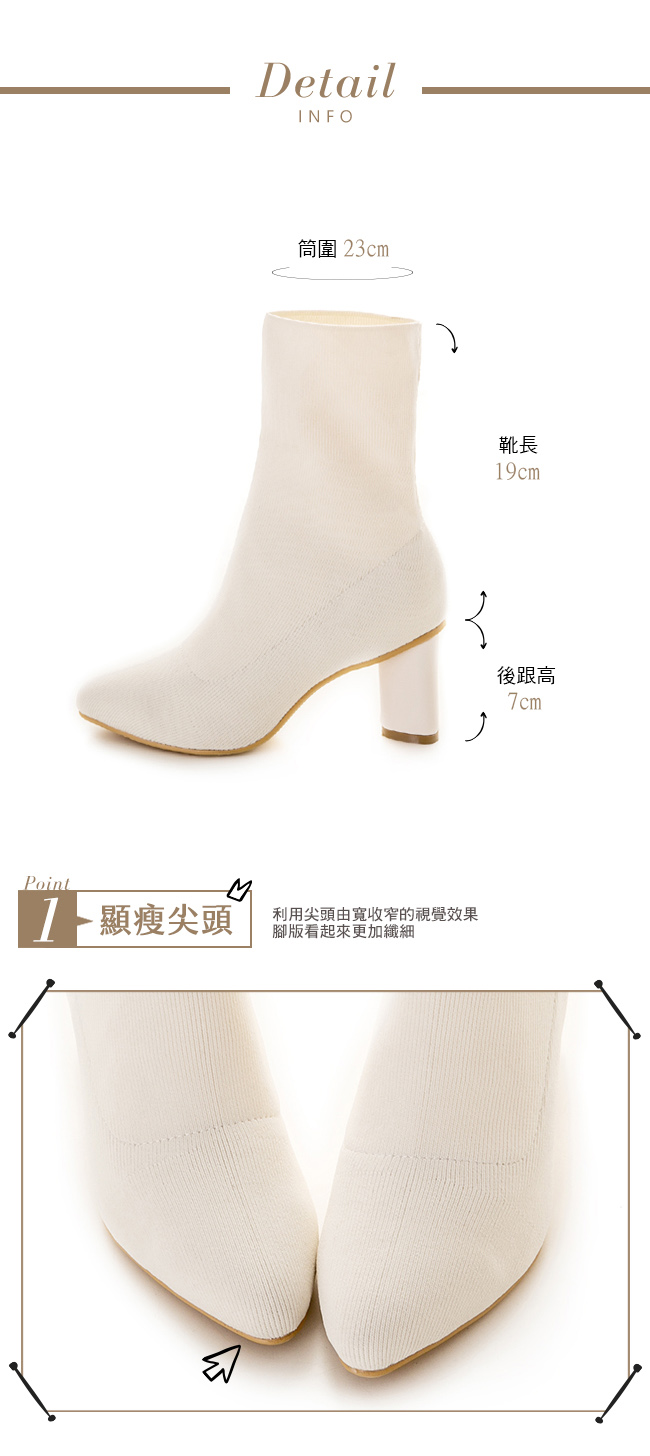 Detail
INFO
筒圍 23cm
靴長
19cm
後跟高
7cm
Point
1 顯瘦尖頭
利用尖頭由寬收窄的視覺效果
腳版看起來更加纖細